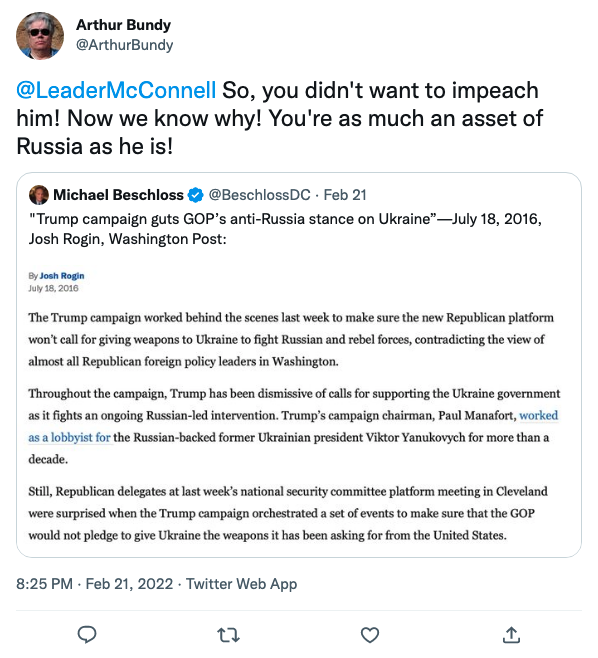 Arthur Bundy
@ArthurBundy
@LeaderMcConnell So, you didn't want to impeach
him! Now we know why! You're as much an asset of
Russia as he is!
Michael Beschloss @BeschlossDC · Feb 21
"Trump campaign guts GOP's anti-Russia stance on Ukraine”—July 18, 2016,
Josh Rogin, Washington Post:
By Josh Rogin
July 18, 2016
The Trump campaign worked behind the scenes last week to make sure the new Republican platform
won't call for giving weapons to Ukraine to fight Russian and rebel forces, contradicting the view of
almost all Republican foreign policy leaders in Washington.
Throughout the campaign, Trump has been dismissive of calls for supporting the Ukraine government
as it fights an ongoing Russian-led intervention. Trump's campaign chairman, Paul Manafort, worked
as a lobbyist for the Russian-backed former Ukrainian president Viktor Yanukovych for more than a
decade.
Still, Republican delegates at last week's national security committee platform meeting in Cleveland
were surprised when the Trump campaign orchestrated a set of events to make sure that the GOP
would not pledge to give Ukraine the weapons it has been asking for from the United States.
8:25 PM · Feb 21, 2022 · Twitter Web App